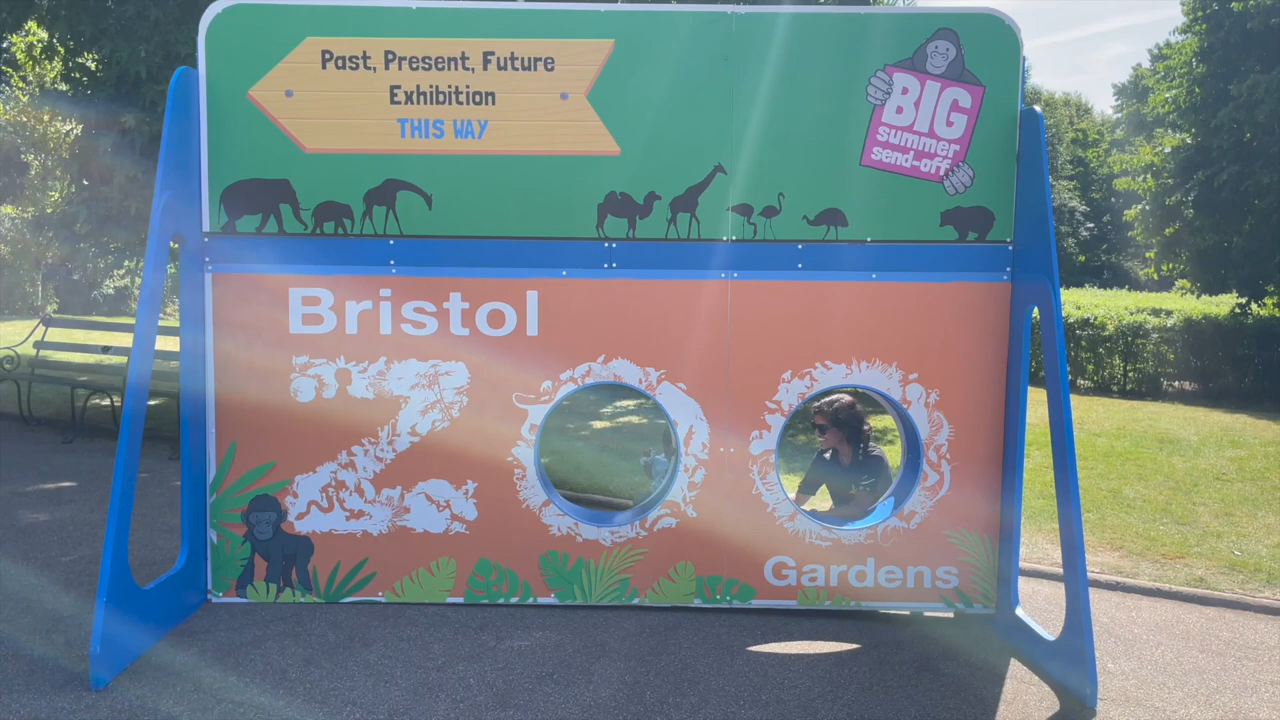 Past, Present, Future
Exhibition
THIS WAY
BIG
summer
send-off
Bristol
ZOO
Gardens